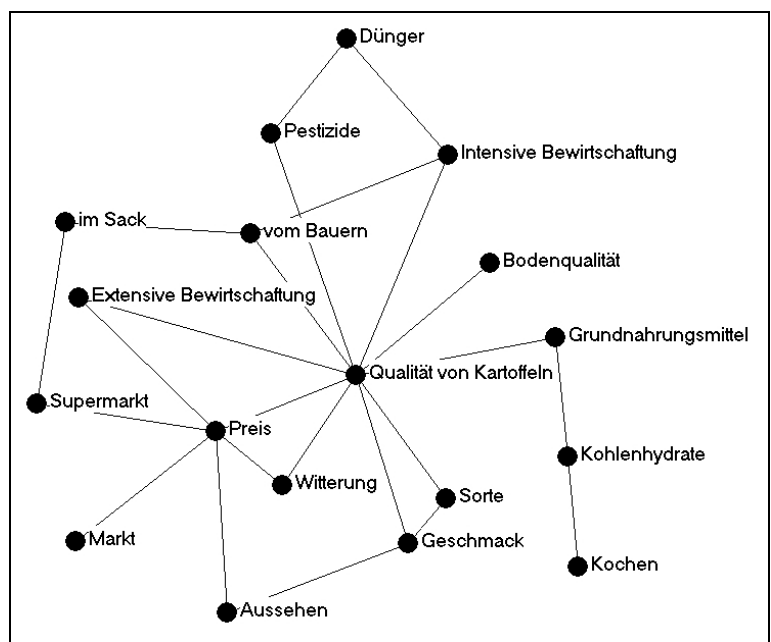 Dünger
Pestizide
Intensive Bewirtschaftung
im Sack
vom Bauern
Bodenqualität
Extensive Bewirtschaftung
Grundnahrungsmittel
Qualität von Kartoffeln
Supermarkt
Preis
Kohlenhydrate
Witterung
Sorte
Markt
Geschmack
Kochen
Aussehen